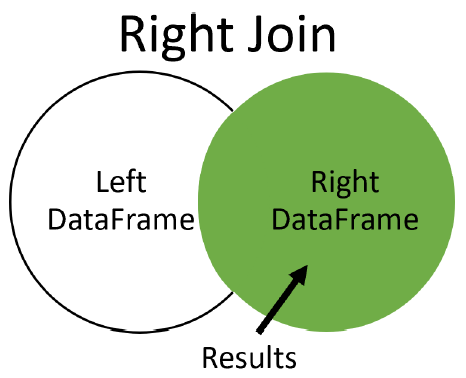 Right Join
Left
DataFrame
Right
DataFrame
Results